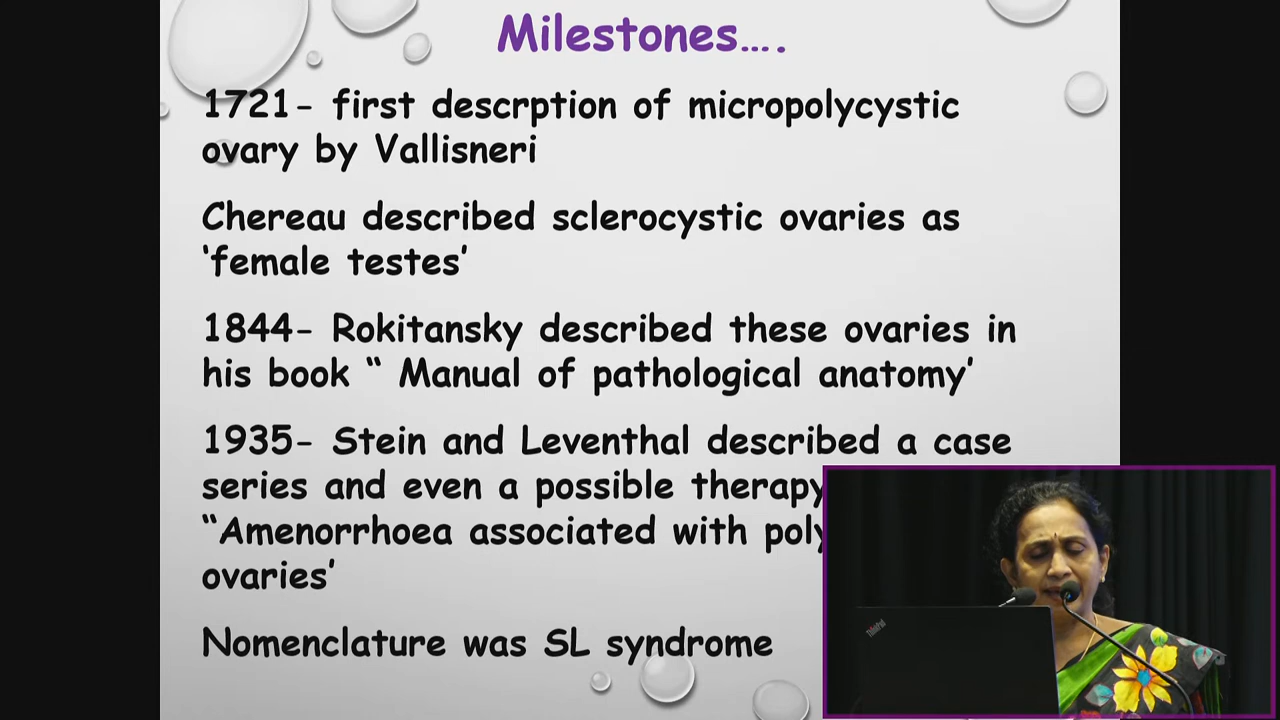 Milestones….
1721- first descrption of micropolycystic
ovary by Vallisneri
Chereau described sclerocystic ovaries as
‘female testes’
1844- Rokitansky described these ovaries in
his book “ Manual of pathological anatomy’
1935- Stein and Leventhal described a case
series and even a possible therapy
“Amenorrhoea associated with poly
ovaries’
Nomenclature was SL syndrome
ThinkPad